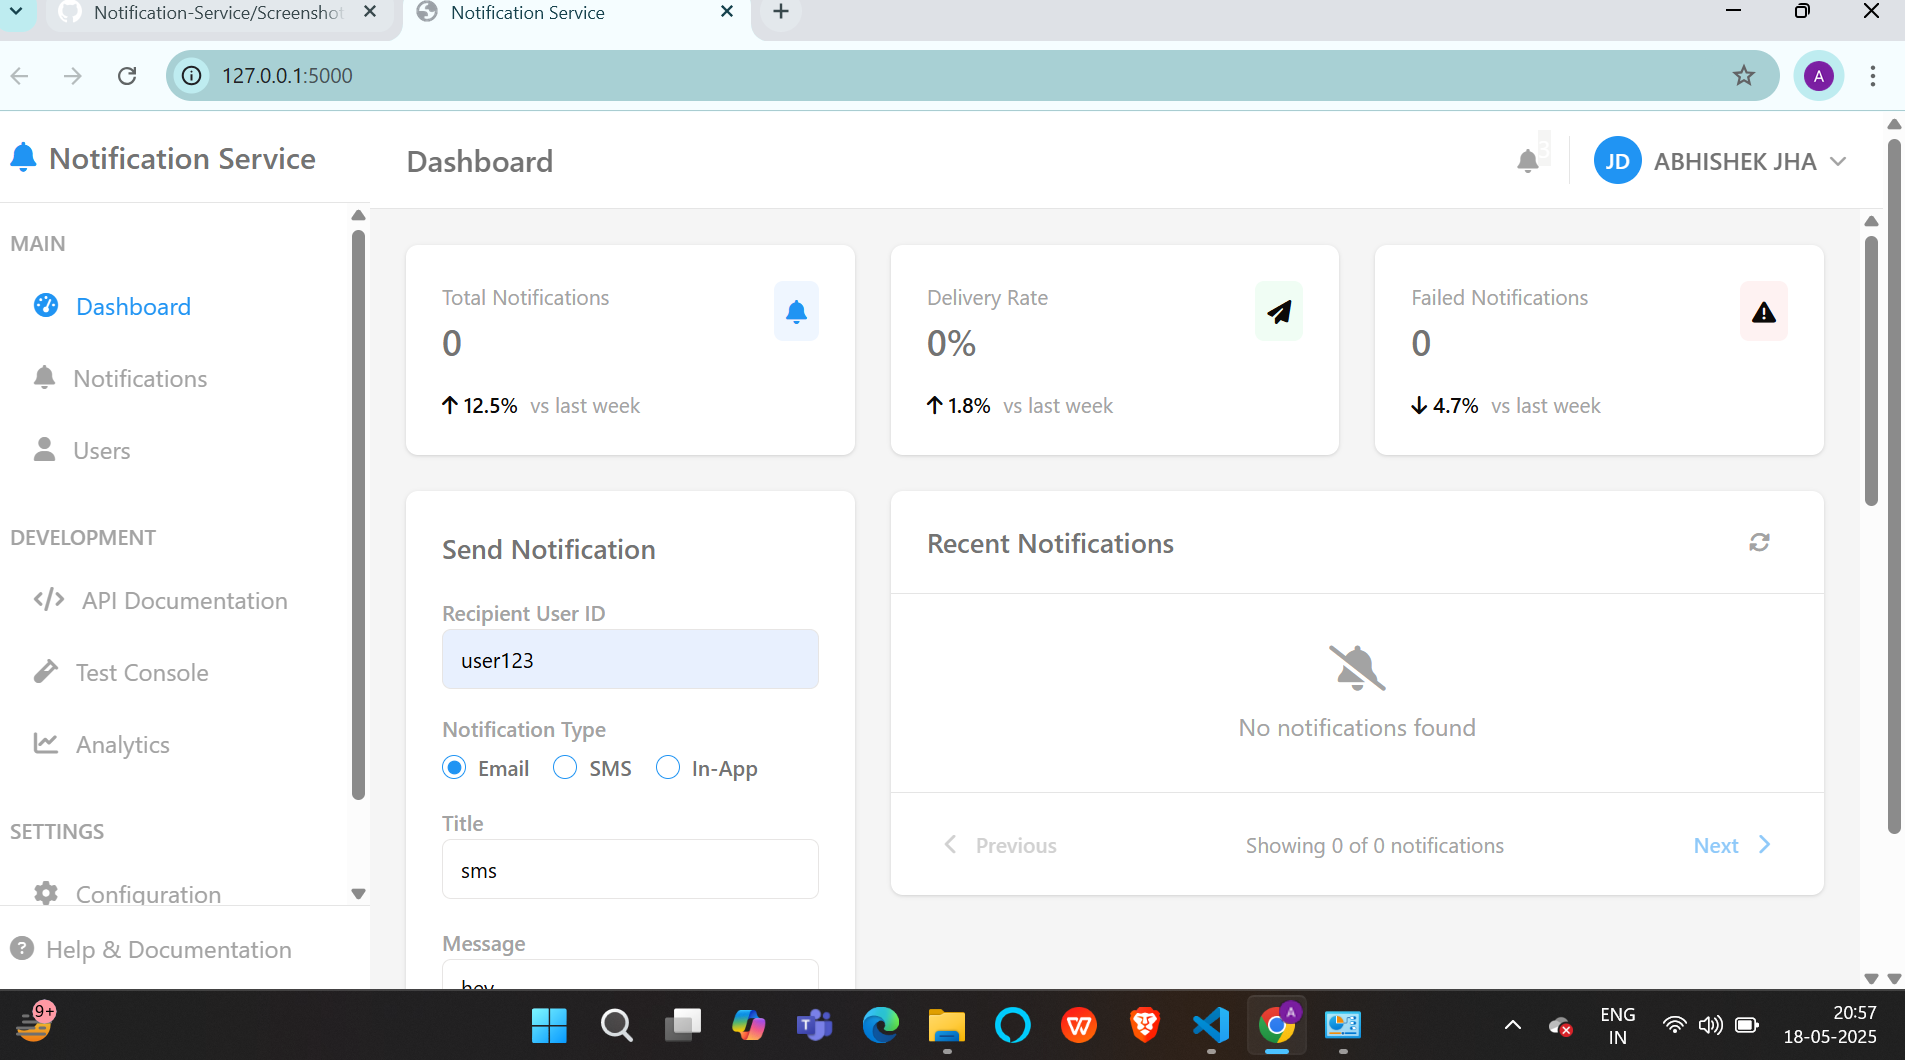 Notification-Service/Screenshot
Notification Service
127.0.0.1:5000
A
Notification Service
Dashboard
3
JD
ABHISHEK JHA
MAIN
Dashboard
Notifications
Users
DEVELOPMENT
API Documentation
Test Console
Analytics
SETTINGS
Configuration
Help & Documentation
Total Notifications
0
12.5% vs last week
Delivery Rate
0%
1.8% vs last week
Failed Notifications
0
4.7% vs last week
Send Notification
Recipient User ID
user123
Notification Type
Email SMS In-App
Title
sms
Message
hey
Recent Notifications
No notifications found
Previous
Showing 0 of 0 notifications
Next
9+
T
W
A
ENG
IN
20:57
18-05-2025